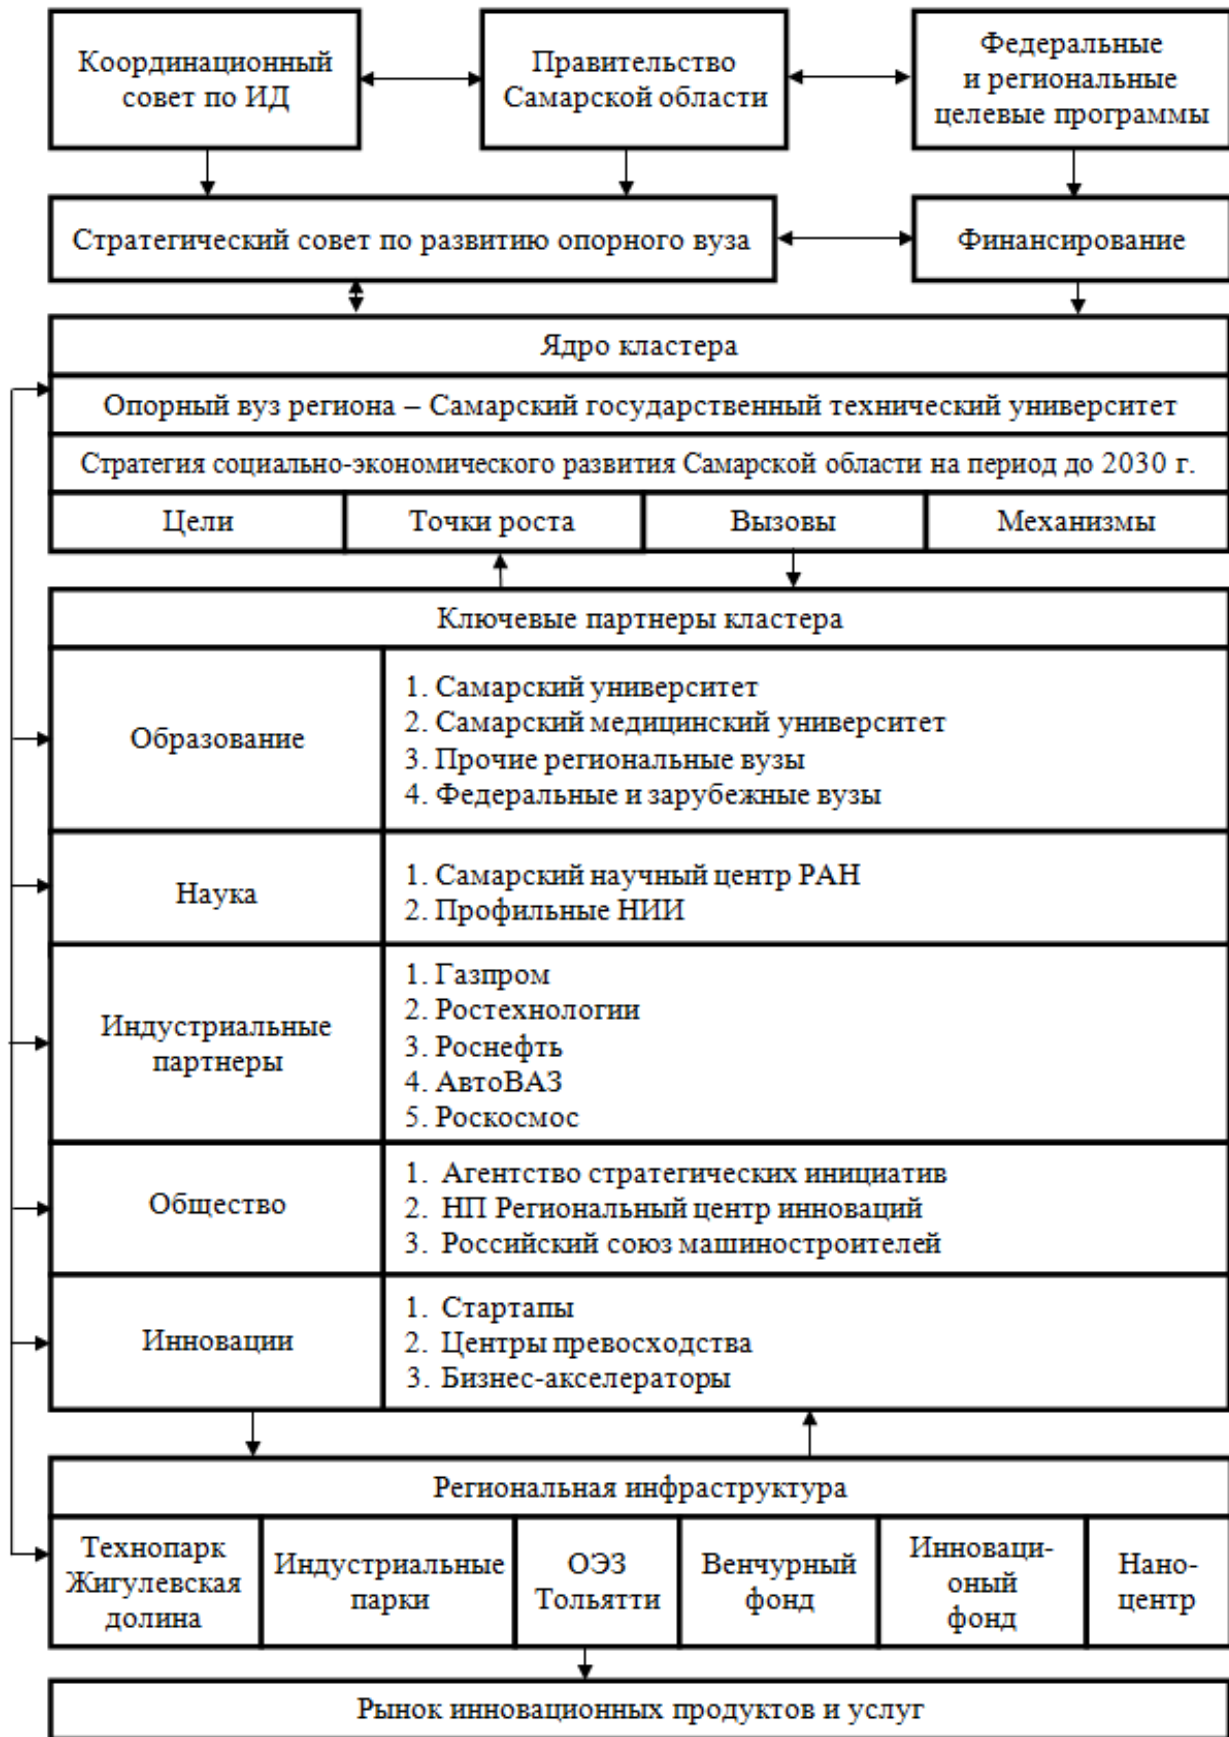 Координационный
совет по ИД
Правительство
Самарской области
Федеральные
и региональные
целевые программы
Стратегический совет по развитию опорного вуза
Финансирование
Ядро кластера
Опорный вуз региона – Самарский государственный технический университет
Стратегия социально-экономического развития Самарской области на период до 2030 г.
Цели
Точки роста
Вызовы
Механизмы
Ключевые партнеры кластера
Образование
1. Самарский университет
2. Самарский медицинский университет
3. Прочие региональные вузы
4. Федеральные и зарубежные вузы
Наука
1. Самарский научный центр РАН
2. Профильные НИИ
Индустриальные
партнеры
1. Газпром
2. Ростехнологии
3. Роснефть
4. АвтоВАЗ
5. Роскосмос
Общество
1. Агентство стратегических инициатив
2. НП Региональный центр инноваций
3. Российский союз машиностроителей
Инновации
1. Стартапы
2. Центры превосходства
3. Бизнес-акселераторы
Региональная инфраструктура
Технопарк
Жигулевская
долина
Индустриальные
парки
ОЭЗ
Тольятти
Венчурный
фонд
Инноваци-
оный
фонд
Нано-
центр
Рынок инновационных продуктов и услуг